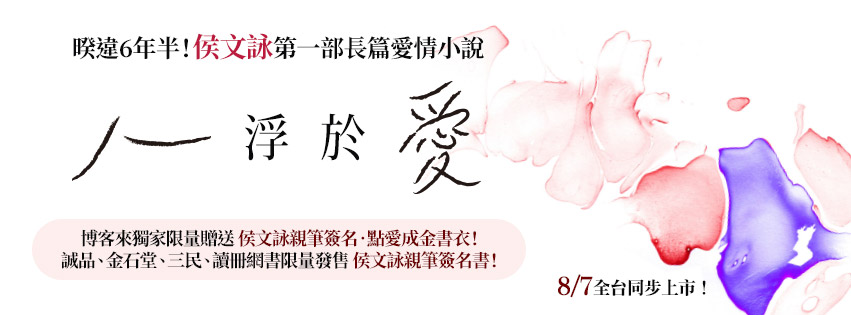 睽違6年半！侯文詠第一部長篇愛情小說
人浮於愛
博客來獨家限量贈送 侯文詠親筆簽名‧點愛成金書衣！
誠品、金石堂、三民、讀冊網書限量發售 侯文詠親筆簽名書！
8/7全台同步上市！